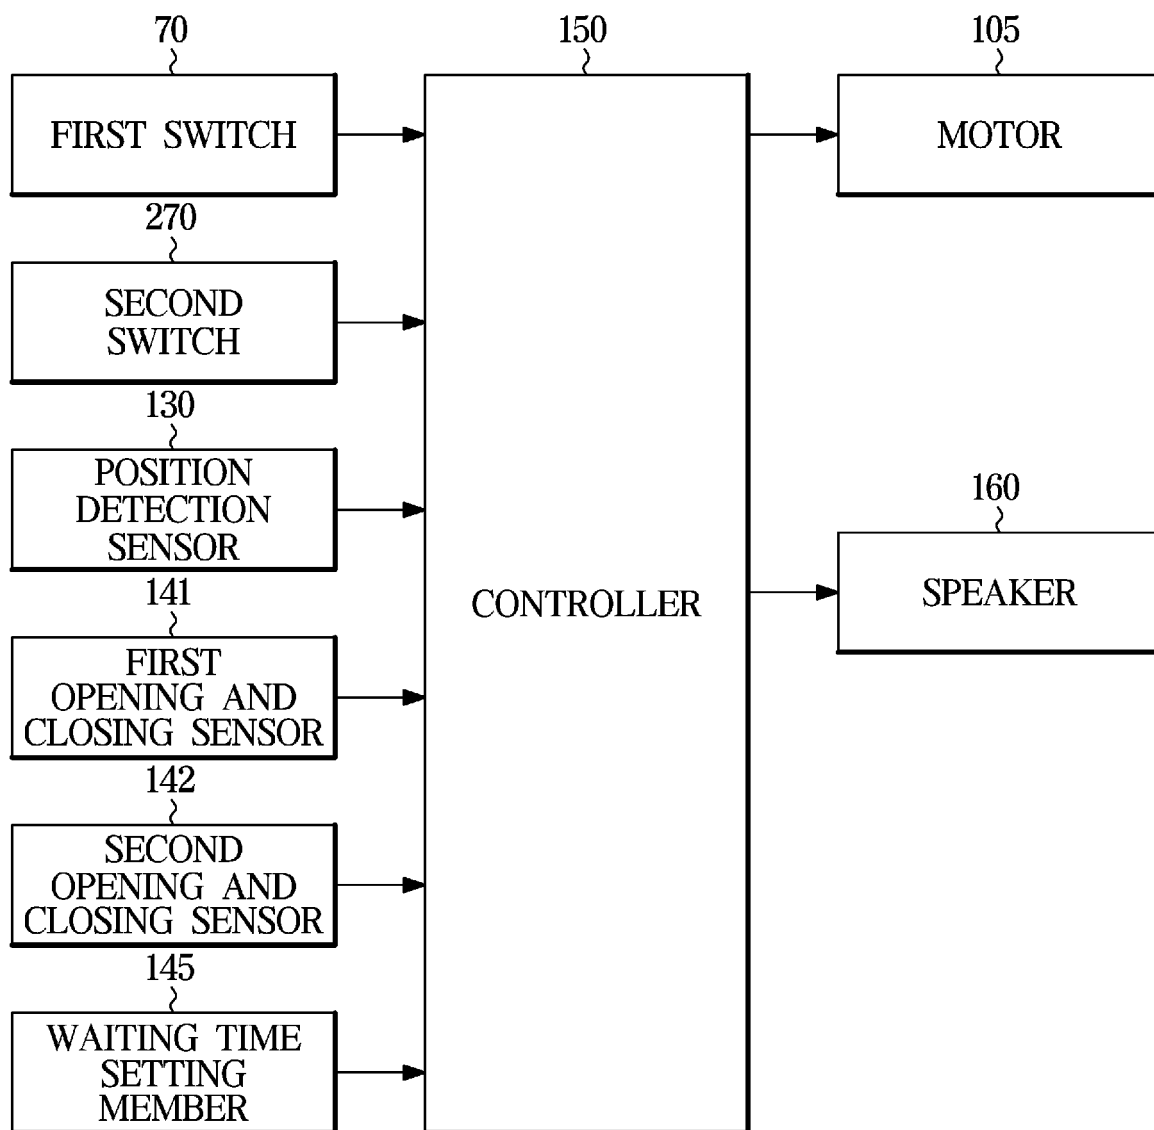 70
150
105
FIRST SWITCH
MOTOR
270
SECOND
SWITCH
130
POSITION
DETECTION
SENSOR
160
SPEAKER
CONTROLLER
141
FIRST
OPENING AND
CLOSING SENSOR
142
SECOND
OPENING AND
CLOSING SENSOR
145
WAITING TIME
SETTING
MEMBER